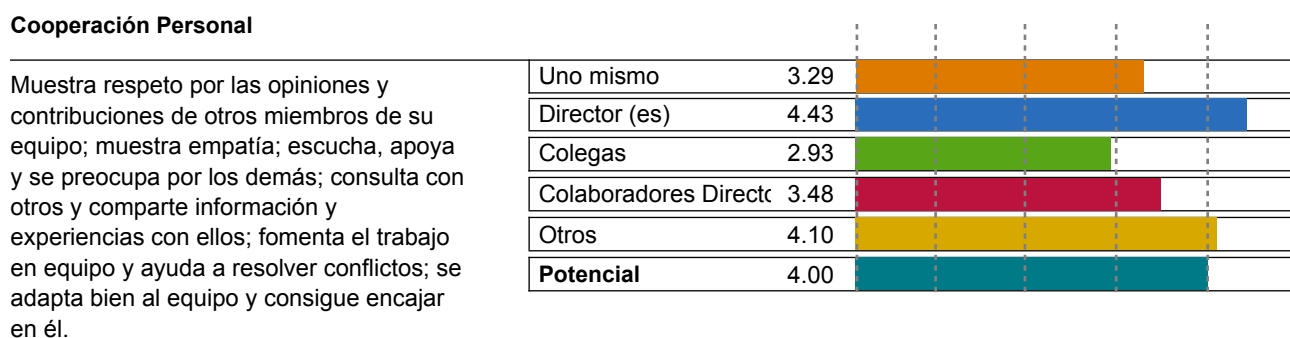 Cooperación Personal
Muestra respeto por las opiniones y
contribuciones de otros miembros de su
equipo; muestra empatía; escucha, apoya
y se preocupa por los demás; consulta con
otros y comparte información y
experiencias con ellos; fomenta el trabajo
en equipo y ayuda a resolver conflictos; se
adapta bien al equipo y consigue encajar
en él.
Uno mismo 3.29
Director (es) 4.43
Colegas 2.93
Colaboradores Directo 3.48
Otros 4.10
Potencial 4.00